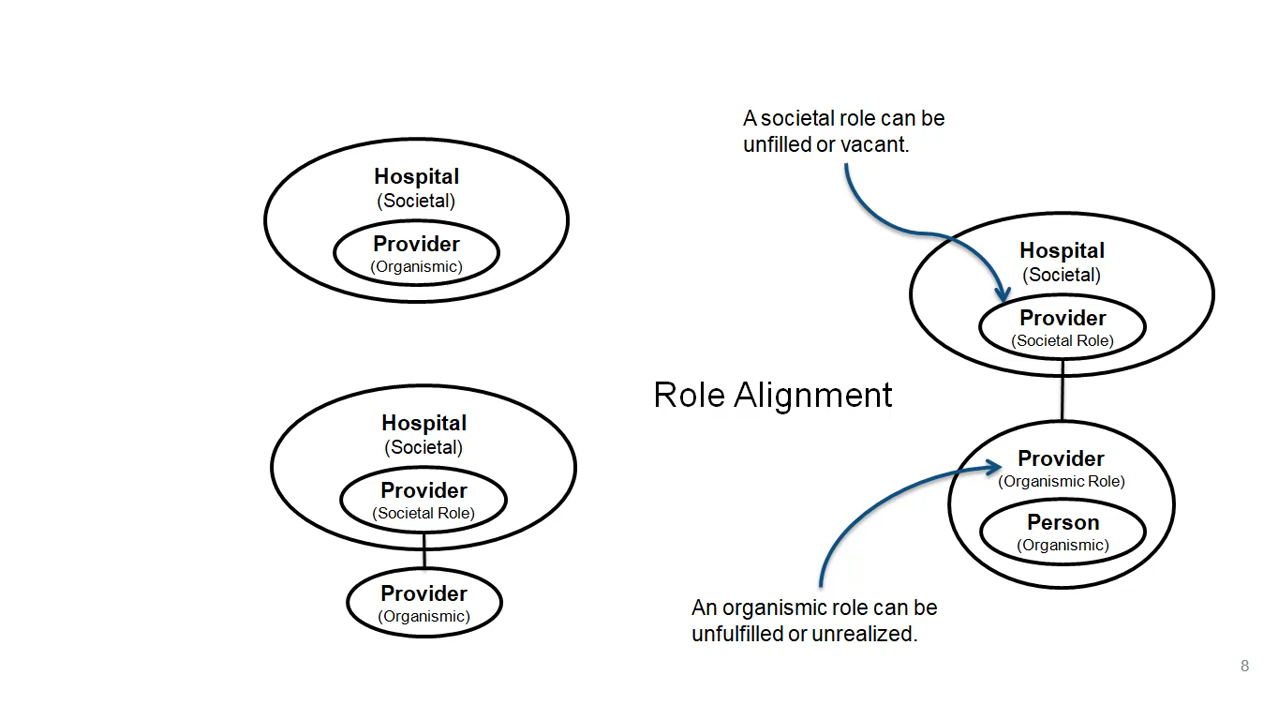 Hospital
(Societal)
Provider
(Organismic)
Hospital
(Societal)
Provider
(Societal Role)
Provider
(Organismic)
Role Alignment
A societal role can be
unfilled or vacant.
Hospital
(Societal)
Provider
(Societal Role)
Provider
(Organismic Role)
Person
(Organismic)
An organismic role can be
unfulfilled or unrealized.
8